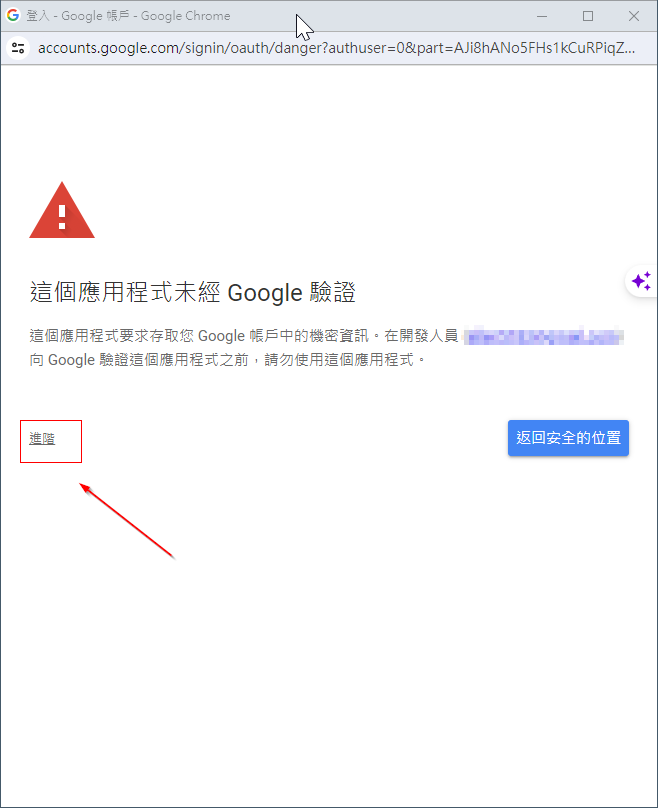 登入 - Google 帳戶 - Google Chrome
accounts.google.com/signin/oauth/danger?authuser=0&part=AJi8hANo5FHs1kCuRPiqZ...
這個應用程式未經 Google 驗證
這個應用程式要求存取您 Google 帳戶中的機密資訊。在開發人員
向 Google 驗證這個應用程式之前，請勿使用這個應用程式。
進階
返回安全的位置